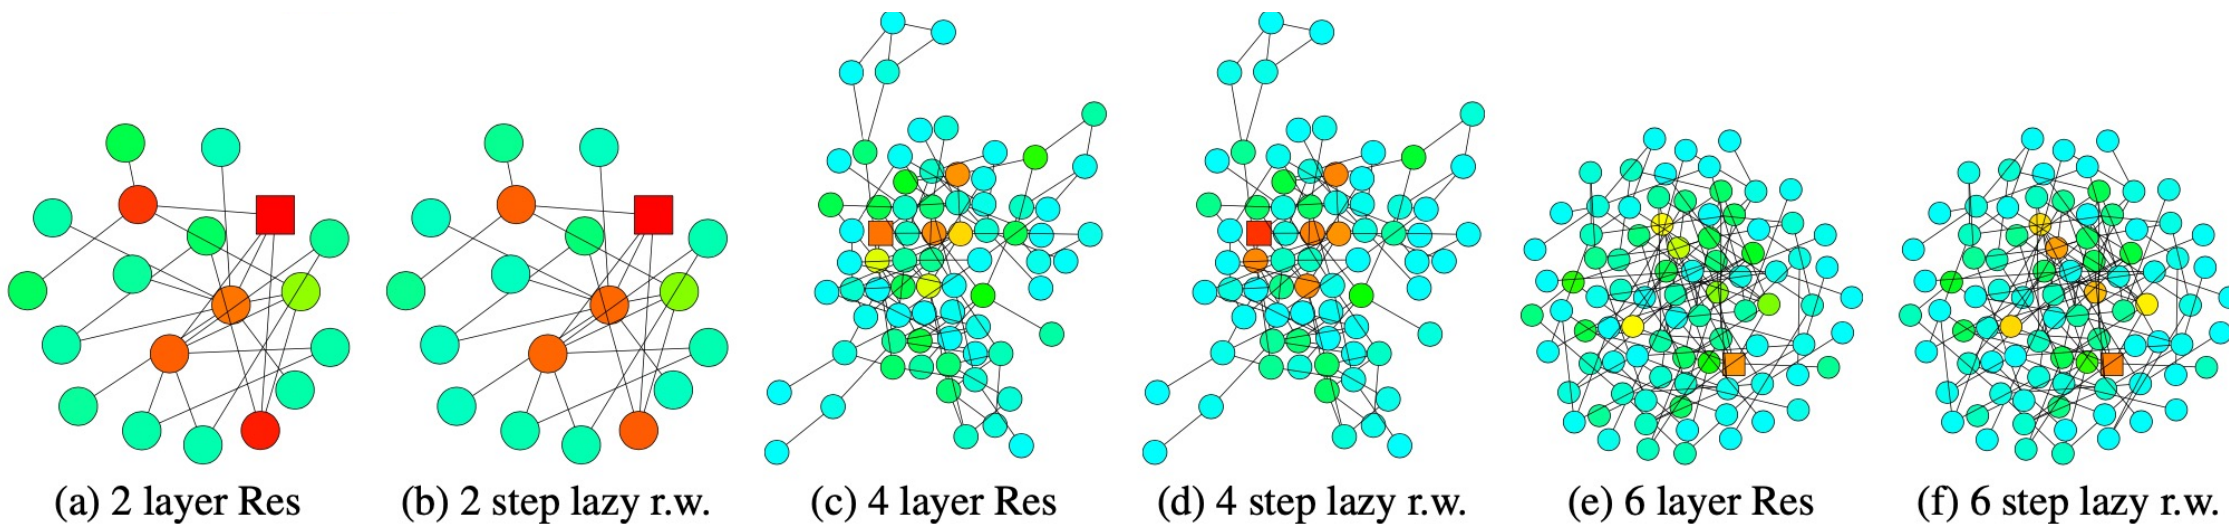 (a) 2 layer Res
(b) 2 step lazy r.w.
(c) 4 layer Res
(d) 4 step lazy r.w.
(e) 6 layer Res
(f) 6 step lazy r.w.